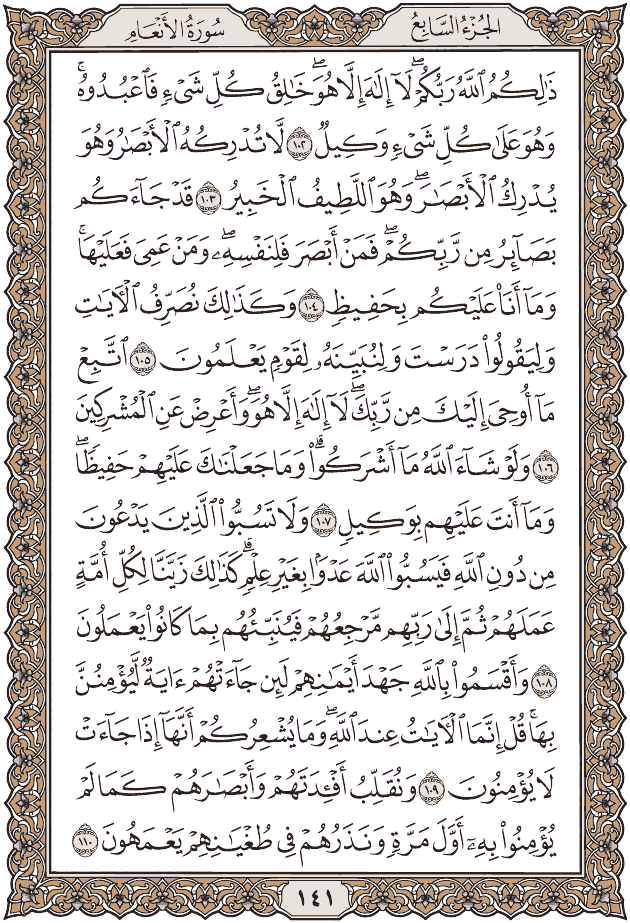 الجزء السابع
سورة الأنعام
ذَٰلِكُمُ ٱللَّهُ رَبُّكُمْۖ لَآ إِلَٰهَ إِلَّا هُوَۖ خَٰلِقُ كُلِّ شَىْءٍ فَٱعْبُدُوهُۚ
وَهُوَ عَلَىٰ كُلِّ شَىْءٍ وَكِيلٌ ١٠٢ لَّا تُدْرِكُهُ ٱلْأَبْصَٰرُ وَهُوَ
يُدْرِكُ ٱلْأَبْصَٰرَۖ وَهُوَ ٱللَّطِيفُ ٱلْخَبِيرُ ١٠٣ قَدْ جَآءَكُم
بَصَآئِرُ مِن رَّبِّكُمْۖ فَمَنْ أَبْصَرَ فَلِنَفْسِهِۦۖ وَمَنْ عَمِىَ فَعَلَيْهَاۚ
وَمَآ أَنَا۠ عَلَيْكُم بِحَفِيظٍ ١٠٤ وَكَذَٰلِكَ نُصَرِّفُ ٱلْأٓيَٰتِ
وَلِيَقُولُوا۟ دَرَسْتَ وَلِنُبَيِّنَهُۥ لِقَوْمٍ يَعْلَمُونَ ١٠٥ ٱتَّبِعْ
مَآ أُوحِىَ إِلَيْكَ مِن رَّبِّكَۖ لَآ إِلَٰهَ إِلَّا هُوَۖ وَأَعْرِضْ عَنِ ٱلْمُشْرِكِينَ
١٠٦ وَلَوْ شَآءَ ٱللَّهُ مَآ أَشْرَكُوا۟ۗ وَمَا جَعَلْنَٰكَ عَلَيْهِمْ حَفِيظًاۖ
وَمَآ أَنتَ عَلَيْهِم بِوَكِيلٍ ١٠٧ وَلَا تَسُبُّوا۟ ٱلَّذِينَ يَدْعُونَ
مِن دُونِ ٱللَّهِ فَيَسُبُّوا۟ ٱللَّهَ عَدْوًۢا بِغَيْرِ عِلْمٍۗ كَذَٰلِكَ زَيَّنَّا لِكُلِّ أُمَّةٍ
عَمَلَهُمْ ثُمَّ إِلَىٰ رَبِّهِم مَّرْجِعُهُمْ فَيُنَبِّئُهُم بِمَا كَانُوا۟ يَعْمَلُونَ
١٠٨ وَأَقْسَمُوا۟ بِٱللَّهِ جَهْدَ أَيْمَٰنِهِمْ لَئِن جَآءَتْهُمْ ءَايَةٌ لَّيُؤْمِنُنَّ
بِهَاۚ قُلْ إِنَّمَا ٱلْأٓيَٰتُ عِندَ ٱللَّهِۖ وَمَا يُشْعِرُكُمْ أَنَّهَآ إِذَا جَآءَتْ
لَا يُؤْمِنُونَ ١٠٩ وَنُقَلِّبُ أَفْـِٔدَتَهُمْ وَأَبْصَٰرَهُمْ كَمَا لَمْ
يُؤْمِنُوا۟ بِهِۦٓ أَوَّلَ مَرَّةٍ وَنَذَرُهُمْ فِى طُغْيَٰنِهِمْ يَعْمَهُونَ ١١٠
١٤١